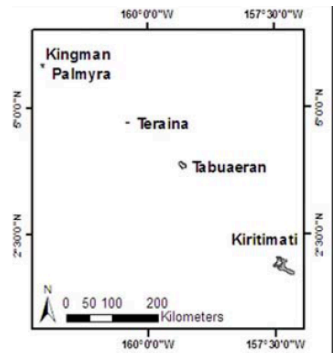 160°0'0"W 157°30'0"W
Kingman
Palmyra
5°0'0"N 5°0'0"N
Teraina
Tabuaeran
2°30'0"N 2°30'0"N
Kiritimati
N
0 50 100 200
Kilometers
160°0'0"W 157°30'0"W